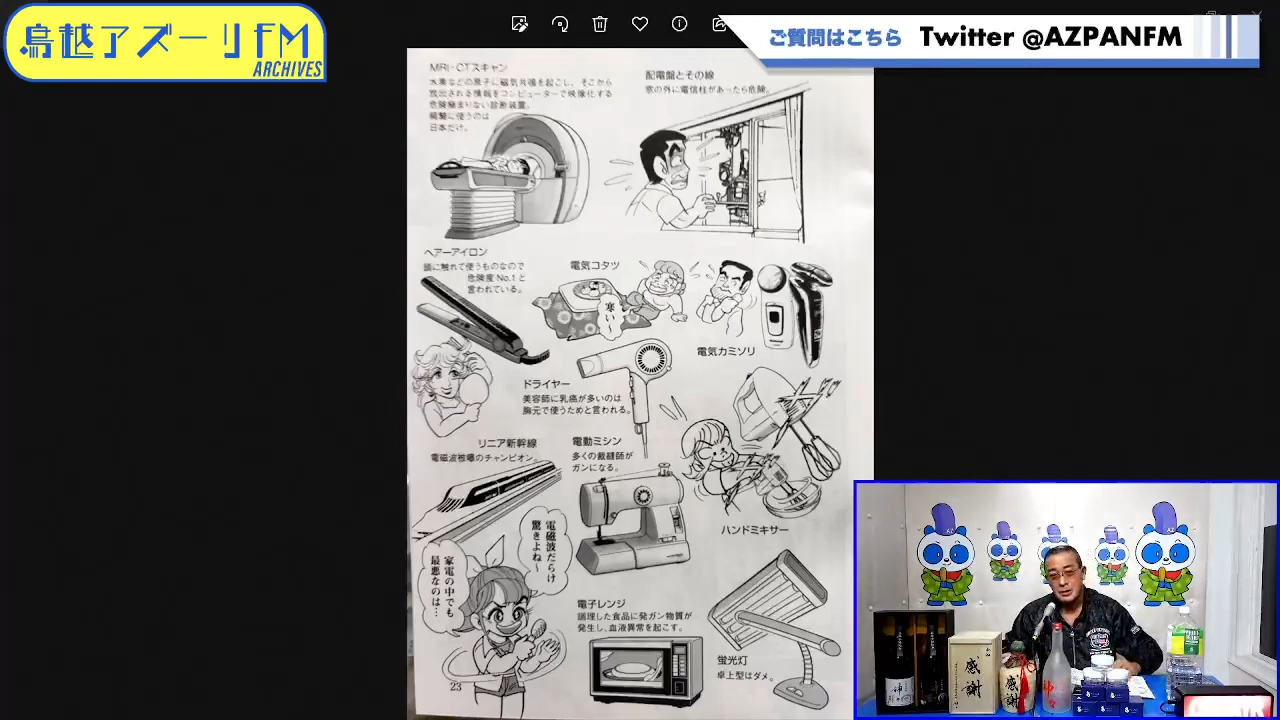 鳥越アズーリFM
ARCHIVES
ご質問はこちら Twitter @AZPANFM
MRI・CTスキャン
水素などの原子に磁気共鳴を起こし、そこから
放出される情報をコンピューターで映像化する
危険極まりない診断装置。
頻繁に使うのは
日本だけ。
配電盤とその線
窓の外に電信柱があったら危険。
ヘアーアイロン
頭に触れて使うものなので
危険度No.1と
言われている。
電気コタツ
寒い〜
電気カミソリ
ドライヤー
美容師に乳癌が多いのは
胸元で使うためと言われる。
リニア新幹線
電磁波被曝のチャンピオン。
電動ミシン
多くの裁縫師が
ガンになる。
ハンドミキサー
電磁波だらけ
驚きよね〜
家電の中でも
最悪なのは…
電子レンジ
調理した食品に発ガン物質が
発生し、血液異常を起こす。
蛍光灯
卓上型はダメ。
23
感謝
感謝